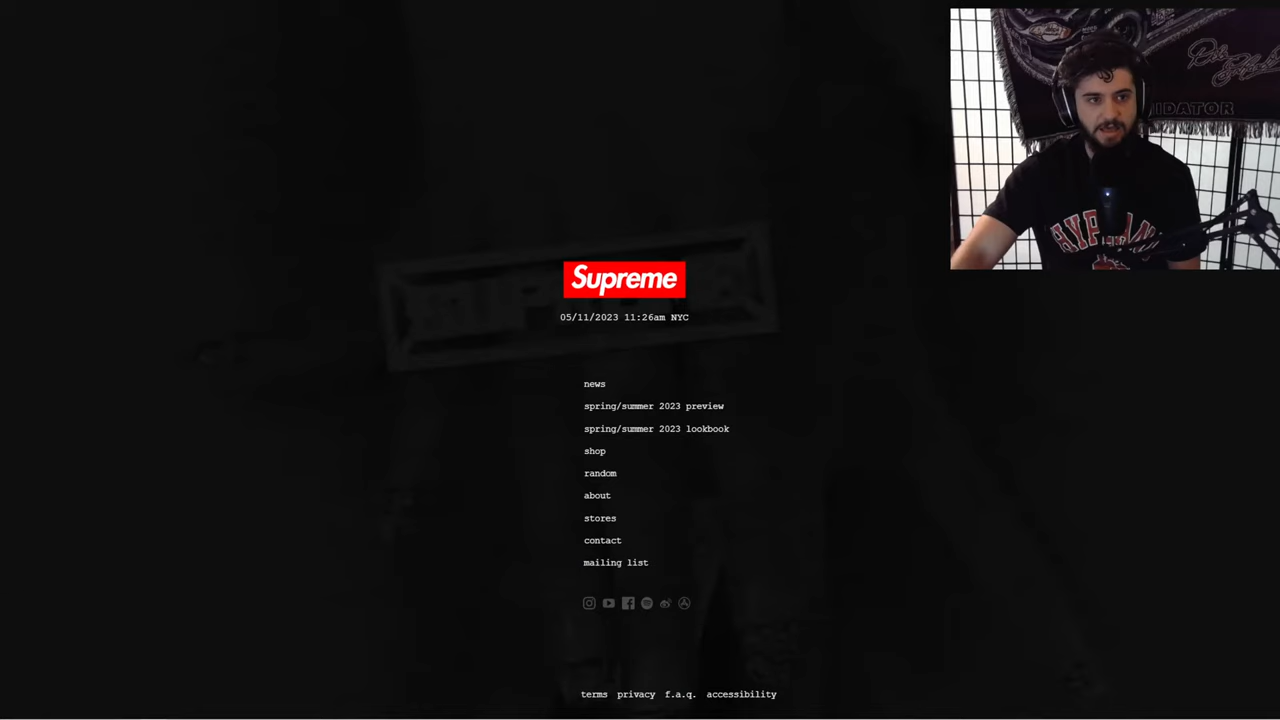 Supreme
05/11/2023 11:26am NYC
news
spring/summer 2023 preview
spring/summer 2023 lookbook
shop
random
about
stores
contact
mailing list
terms privacy f.a.q. accessibility
IDATOR